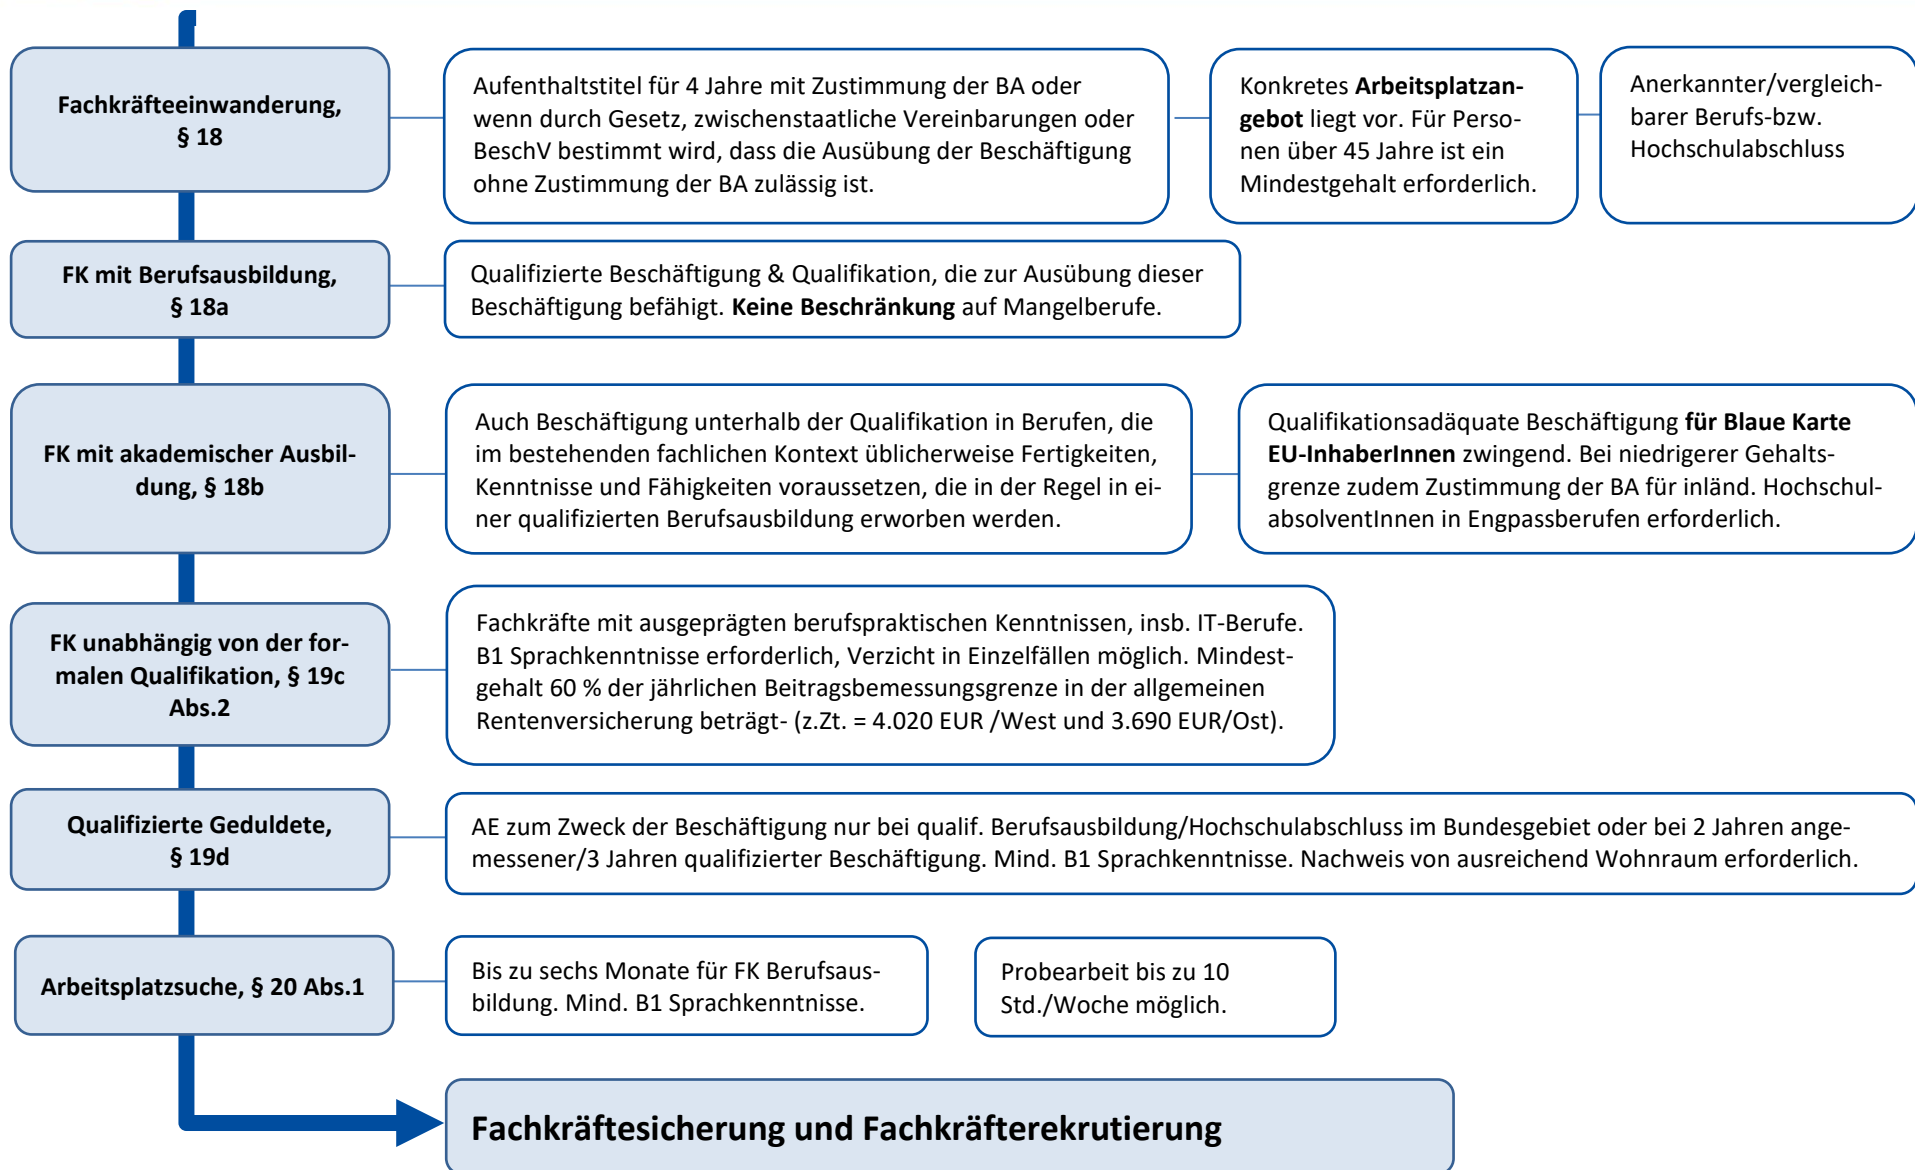 Fachkräfteeinwanderung,
§ 18
Aufenthaltstitel für 4 Jahre mit Zustimmung der BA oder
wenn durch Gesetz, zwischenstaatliche Vereinbarungen oder
BeschV bestimmt wird, dass die Ausübung der Beschäftigung
ohne Zustimmung der BA zulässig ist.
Konkretes Arbeitsplatzan-
gebot liegt vor. Für Perso-
nen über 45 Jahre ist ein
Mindestgehalt erforderlich.
Anerkannter/vergleich-
barer Berufs-bzw.
Hochschulabschluss
FK mit Berufsausbildung,
§ 18a
Qualifizierte Beschäftigung & Qualifikation, die zur Ausübung dieser
Beschäftigung befähigt. Keine Beschränkung auf Mangelberufe.
FK mit akademischer Ausbil-
dung, § 18b
Auch Beschäftigung unterhalb der Qualifikation in Berufen, die
im bestehenden fachlichen Kontext üblicherweise Fertigkeiten,
Kenntnisse und Fähigkeiten voraussetzen, die in der Regel in ei-
ner qualifizierten Berufsausbildung erworben werden.
Qualifikationsadäquate Beschäftigung für Blaue Karte
EU-InhaberInnen zwingend. Bei niedrigerer Gehalts-
grenze zudem Zustimmung der BA für inländ. Hochschul-
absolventInnen in Engpassberufen erforderlich.
FK unabhängig von der for-
malen Qualifikation, § 19c
Abs.2
Fachkräfte mit ausgeprägten berufspraktischen Kenntnissen, insb. IT-Berufe.
B1 Sprachkenntnisse erforderlich, Verzicht in Einzelfällen möglich. Mindest-
gehalt 60 % der jährlichen Beitragsbemessungsgrenze in der allgemeinen
Rentenversicherung beträgt- (z.Zt. = 4.020 EUR /West und 3.690 EUR/Ost).
Qualifizierte Geduldete,
§ 19d
AE zum Zweck der Beschäftigung nur bei qualif. Berufsausbildung/Hochschulabschluss im Bundesgebiet oder bei 2 Jahren ange-
messener/3 Jahren qualifizierter Beschäftigung. Mind. B1 Sprachkenntnisse. Nachweis von ausreichend Wohnraum erforderlich.
Arbeitsplatzsuche, § 20 Abs.1
Bis zu sechs Monate für FK Berufsaus-
bildung. Mind. B1 Sprachkenntnisse.
Probearbeit bis zu 10
Std./Woche möglich.
Fachkräftesicherung und Fachkräfterekrutierung